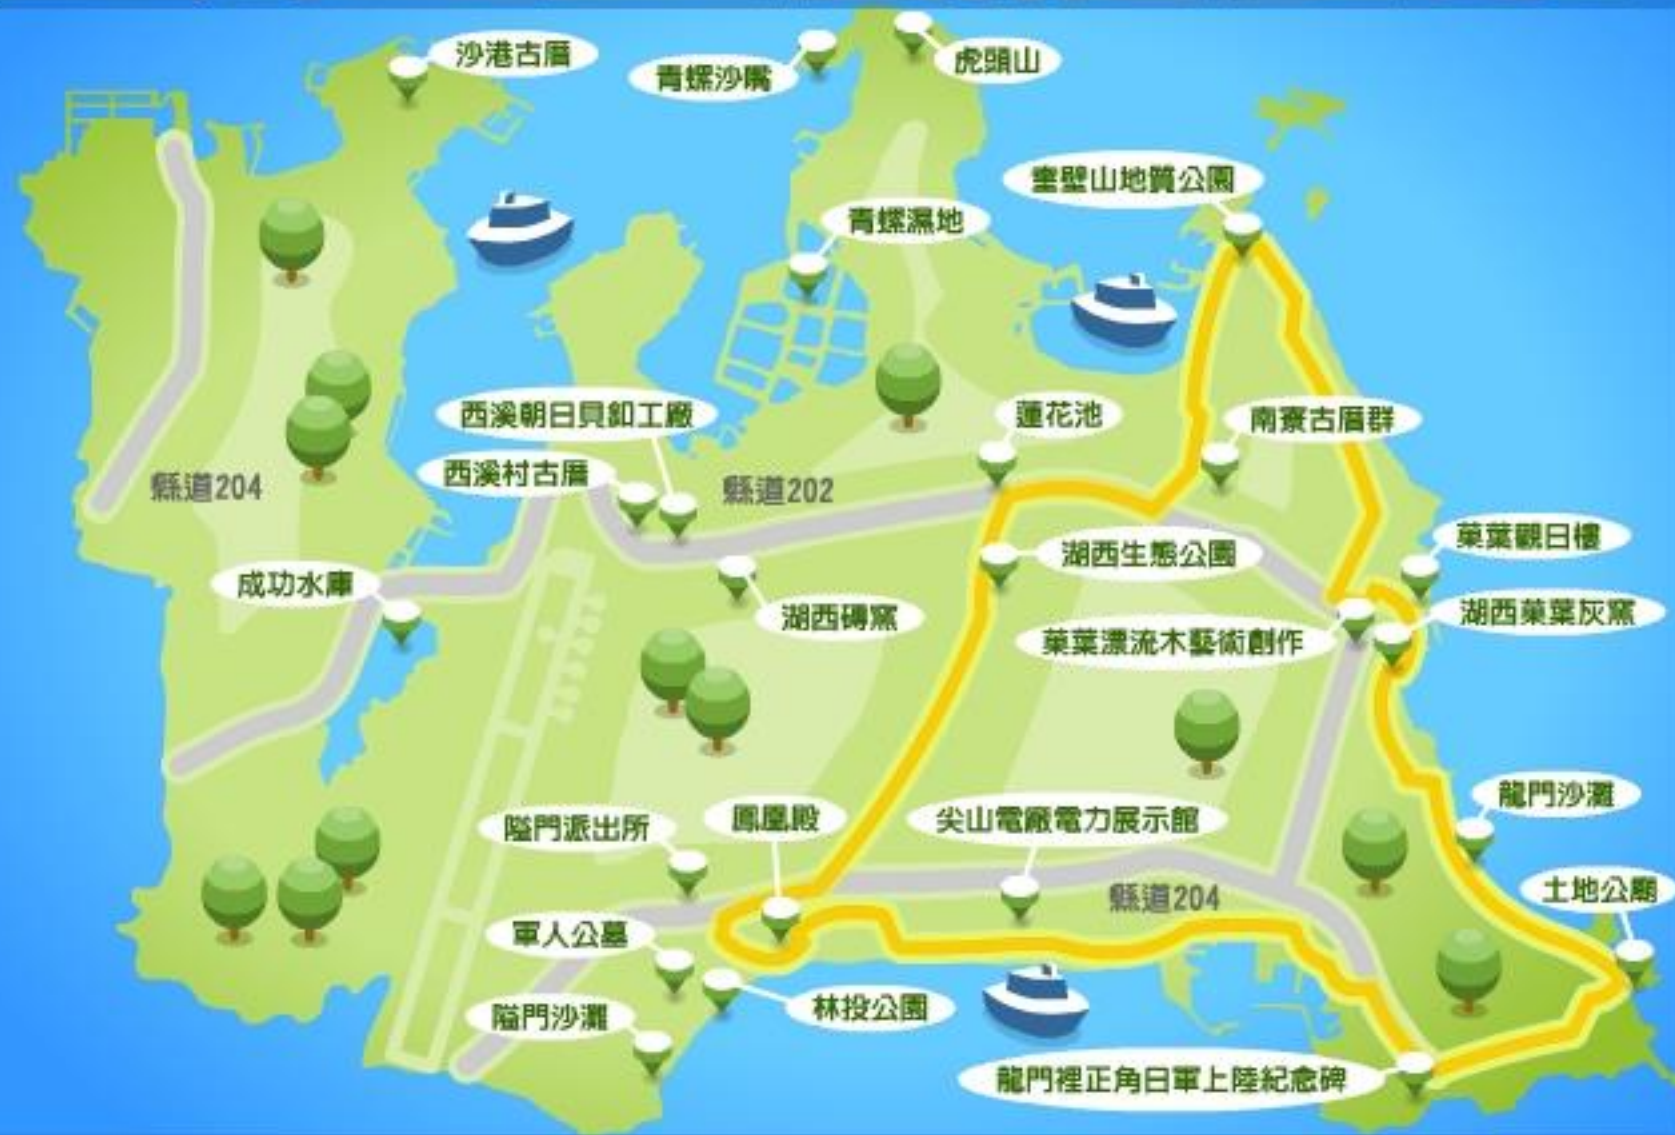 沙港古厝
青螺沙嘴
虎頭山
奎壁山地質公園
青螺濕地
西溪朝日貝釦工廠
蓮花池
南寮古厝群
西溪村古厝
縣道204
縣道202
菓葉觀日樓
湖西生態公園
成功水庫
湖西磚窯
湖西菓葉灰窯
菓葉漂流木藝術創作
龍門沙灘
隘門派出所
鳳凰殿
尖山電廠電力展示館
土地公廟
縣道204
軍人公墓
林投公園
隘門沙灘
龍門裡正角日軍上陸紀念碑